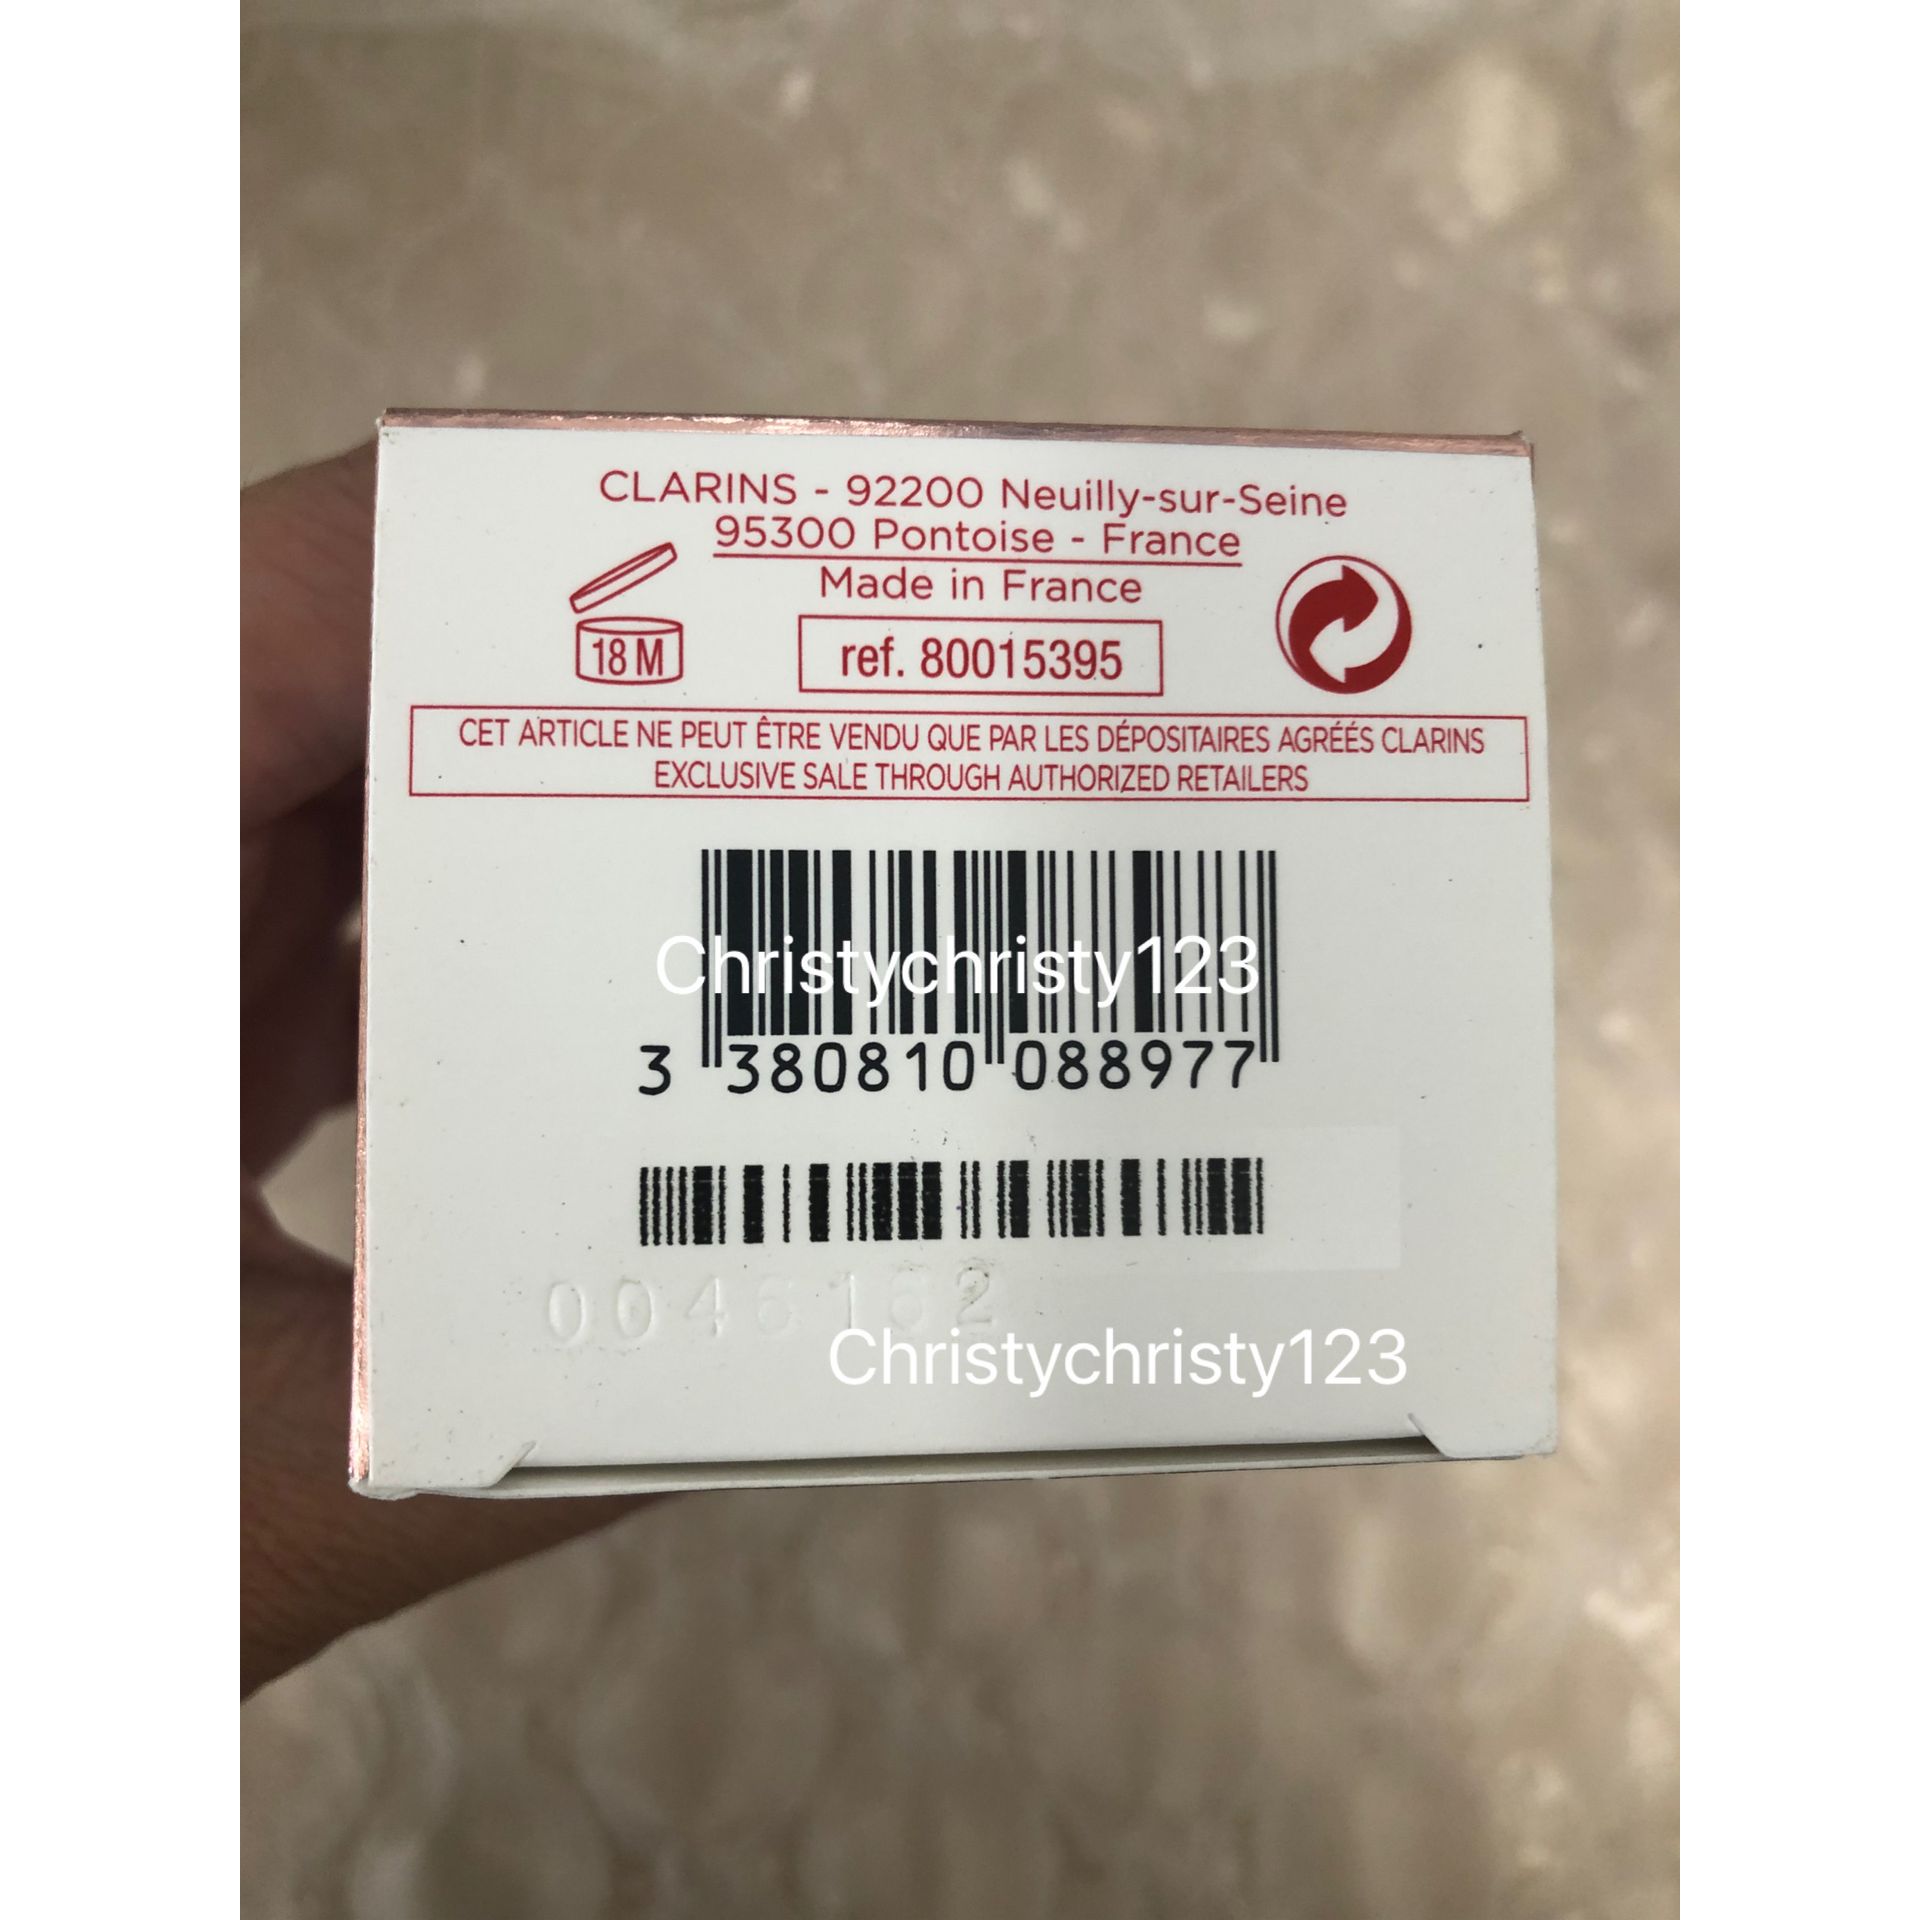 CLARINS - 92200 Neuilly-sur-Seine
95300 Pontoise - France
Made in France
18 M
ref. 80015395
CET ARTICLE NE PEUT ÊTRE VENDU QUE PAR LES DÉPOSITAIRES AGRÉÉS CLARINS
EXCLUSIVE SALE THROUGH AUTHORIZED RETAILERS
Christychristy123
3 380810 088977
Christychristy123